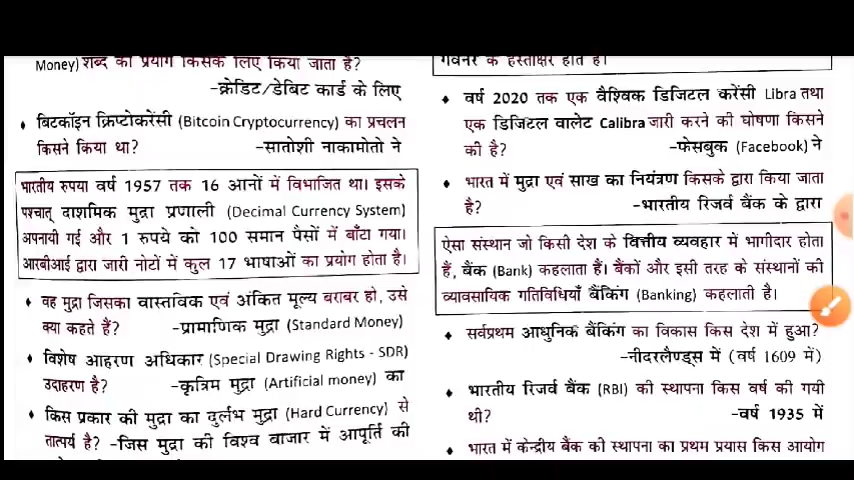 Money) शब्द का प्रयोग किसके लिए किया जाता है?
-क्रेडिट/डेबिट कार्ड के लिए
♦ बिटकॉइन क्रिप्टोकरेंसी (Bitcoin Cryptocurrency) का प्रचलन
किसने किया था? -सातोशी नाकामोतो ने
भारतीय रुपया वर्ष 1957 तक 16 आनों में विभाजित था। इसके
पश्चात् दाशमिक मुद्रा प्रणाली (Decimal Currency System)
अपनायी गई और 1 रुपये को 100 समान पैसों में बाँटा गया।
आरबीआई द्वारा जारी नोटों में कुल 17 भाषाओं का प्रयोग होता है।
♦ वह मुद्रा जिसका वास्तविक एवं अंकित मूल्य बराबर हो, उसे
क्या कहते हैं? -प्रामाणिक मुद्रा (Standard Money)
♦ विशेष आहरण अधिकार (Special Drawing Rights - SDR)
उदाहरण है? -कृत्रिम मुद्रा (Artificial money) का
♦ किस प्रकार की मुद्रा का दुर्लभ मुद्रा (Hard Currency) से
तात्पर्य है? -जिस मुद्रा की विश्व बाजार में आपूर्ति की
गवर्नर के हस्ताक्षर होते हैं।
♦ वर्ष 2020 तक एक वैश्विक डिजिटल करेंसी Libra तथा
एक डिजिटल वालेट Calibra जारी करने की घोषणा किसने
की है? -फेसबुक (Facebook) ने
♦ भारत में मुद्रा एवं साख का नियंत्रण किसके द्वारा किया जाता
है? -भारतीय रिजर्व बैंक के द्वारा
ऐसा संस्थान जो किसी देश के वित्तीय व्यवहार में भागीदार होता
हैं, बैंक (Bank) कहलाता हैं। बैंकों और इसी तरह के संस्थानों की
व्यावसायिक गतिविधियाँ बैंकिंग (Banking) कहलाती है।
♦ सर्वप्रथम आधुनिक बैंकिंग का विकास किस देश में हुआ?
-नीदरलैण्ड्स में (वर्ष 1609 में)
♦ भारतीय रिजर्व बैंक (RBI) की स्थापना किस वर्ष की गयी
थी? -वर्ष 1935 में
♦ भारत में केन्द्रीय बैंक की स्थापना का प्रथम प्रयास किस आयोग